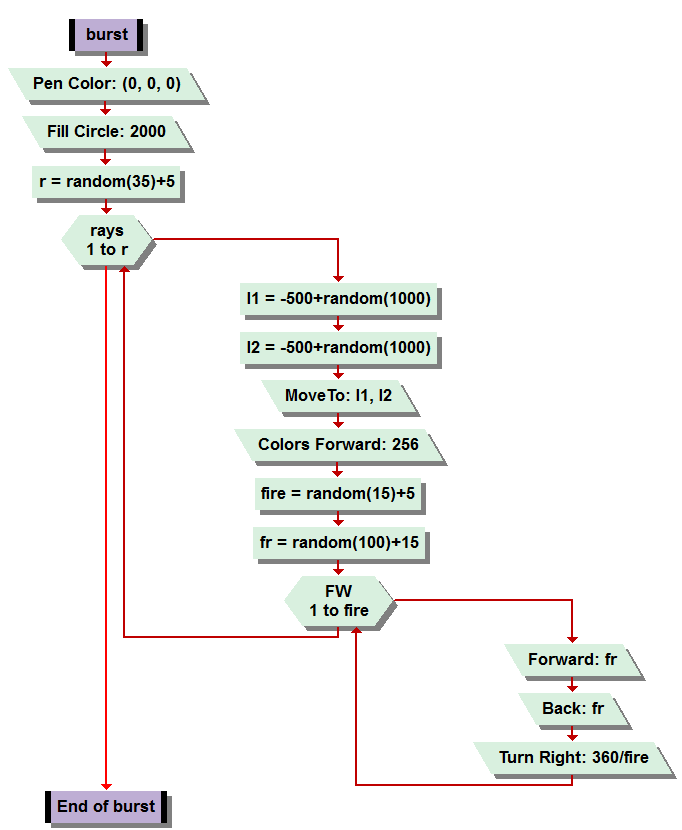 burst
Pen Color: (0, 0, 0)
Fill Circle: 2000
r = random(35)+5
rays
1 to r
l1 = -500+random(1000)
l2 = -500+random(1000)
MoveTo: l1, l2
Colors Forward: 256
fire = random(15)+5
fr = random(100)+15
FW
1 to fire
Forward: fr
Back: fr
Turn Right: 360/fire
End of burst